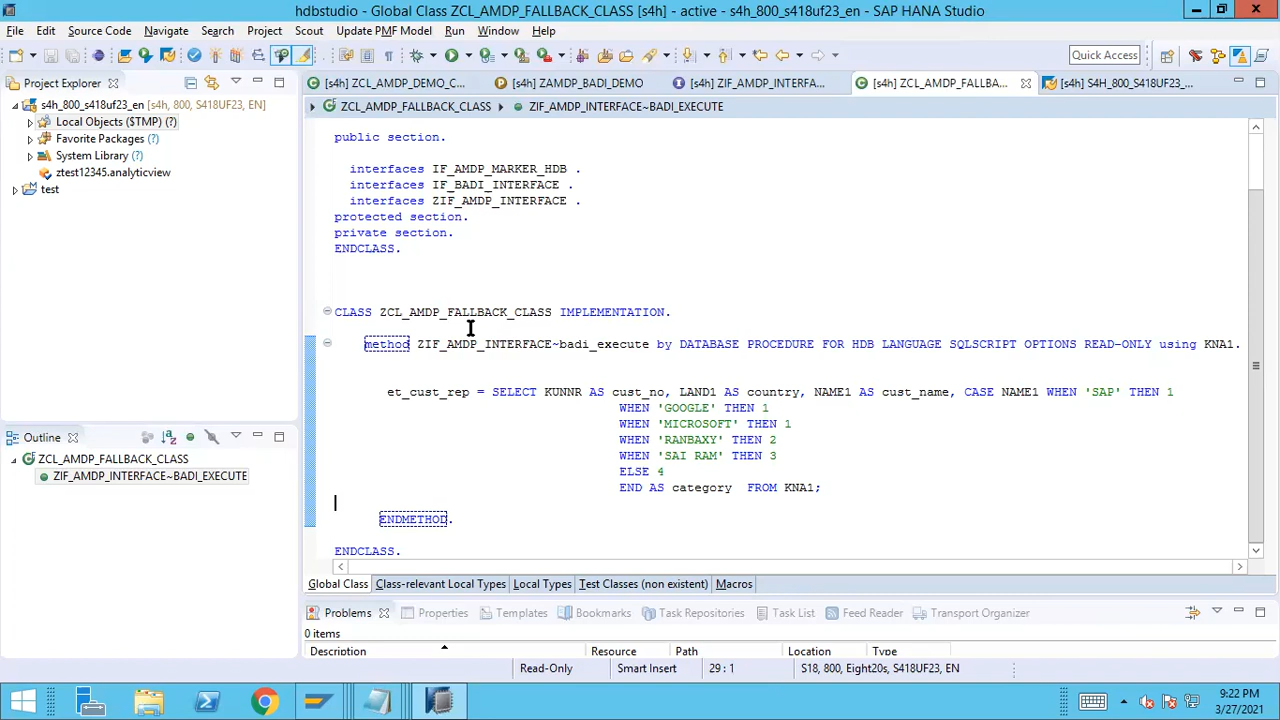 hdbstudio - Global Class ZCL_AMDP_FALLBACK_CLASS [s4h] - active - s4h_800_s418uf23_en - SAP HANA Studio
File Edit Source Code Navigate Search Project Scout Update PMF Model Run Window Help
Quick Access
Project Explorer
[s4h] ZCL_AMDP_DEMO_C... [s4h] ZAMDP_BADI_DEMO [s4h] ZIF_AMDP_INTERFA... [s4h] ZCL_AMDP_FALLBA... [s4h] S4H_800_S418UF23_...
s4h_800_s418uf23_en [s4h, 800, S418UF23, EN]
Local Objects ($TMP) (?)
Favorite Packages (?)
System Library (?)
ztest12345.analyticview
test
ZCL_AMDP_FALLBACK_CLASS ZIF_AMDP_INTERFACE~BADI_EXECUTE
public section.
interfaces IF_AMDP_MARKER_HDB .
interfaces IF_BADI_INTERFACE .
interfaces ZIF_AMDP_INTERFACE .
protected section.
private section.
ENDCLASS.
CLASS ZCL_AMDP_FALLBACK_CLASS IMPLEMENTATION.
method ZIF_AMDP_INTERFACE~badi_execute by DATABASE PROCEDURE FOR HDB LANGUAGE SQLSCRIPT OPTIONS READ-ONLY using KNA1.
et_cust_rep = SELECT KUNNR AS cust_no, LAND1 AS country, NAME1 AS cust_name, CASE NAME1 WHEN 'SAP' THEN 1
WHEN 'GOOGLE' THEN 1
WHEN 'MICROSOFT' THEN 1
WHEN 'RANBAXY' THEN 2
WHEN 'SAI RAM' THEN 3
ELSE 4
END AS category FROM KNA1;
ENDMETHOD.
ENDCLASS.
Outline
ZCL_AMDP_FALLBACK_CLASS
ZIF_AMDP_INTERFACE~BADI_EXECUTE
Global Class Class-relevant Local Types Local Types Test Classes (non existent) Macros
Problems Properties Templates Bookmarks Task Repositories Task List Feed Reader Transport Organizer
0 items
Description Resource Path Location Type
Read-Only Smart Insert 29 : 1 S18, 800, Eight20s, S418UF23, EN
9:22 PM
3/27/2021